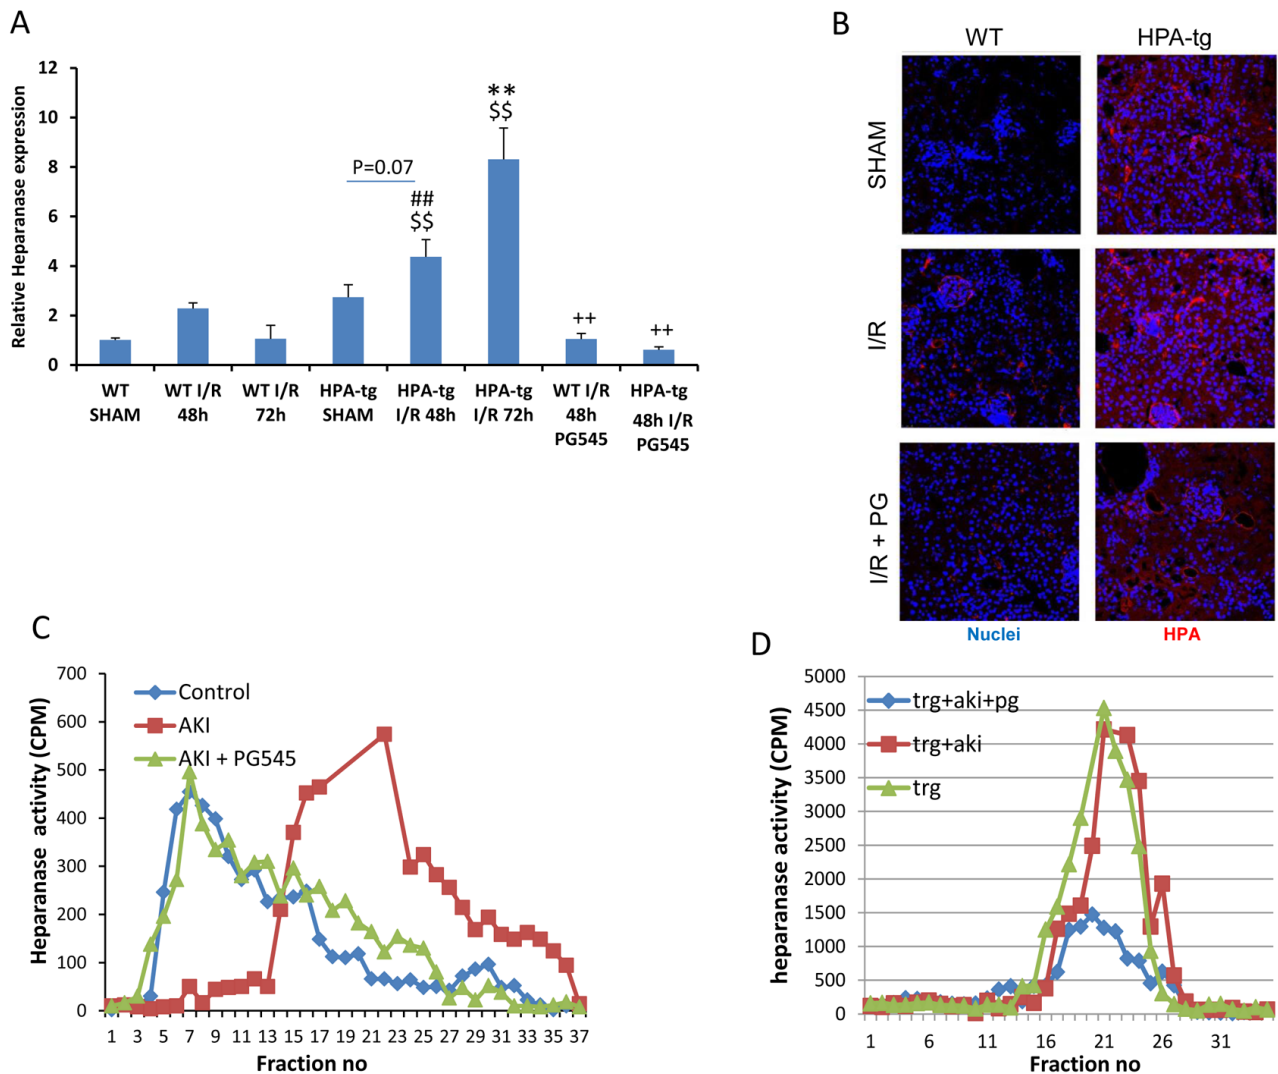 A
Relative Heparanase expression
12
10
8
6
4
2
0
P=0.07
##
$$
**
$$
++
++
WT
SHAM
WT I/R
48h
WT I/R
72h
HPA-tg
SHAM
HPA-tg
I/R 48h
HPA-tg
I/R 72h
WT I/R
48h
PG545
HPA-tg
48h I/R
PG545
B
WT HPA-tg
SHAM
I/R
I/R + PG
Nuclei HPA
C
Heparanase activity (CPM)
700
600
500
400
300
200
100
0
Control
AKI
AKI + PG545
1 3 5 7 9 11 13 15 17 19 21 23 25 27 29 31 33 35 37
Fraction no
D
heparanase activity (CPM)
5000
4500
4000
3500
3000
2500
2000
1500
1000
500
0
trg+aki+pg
trg+aki
trg
1 6 11 16 21 26 31
Fraction no